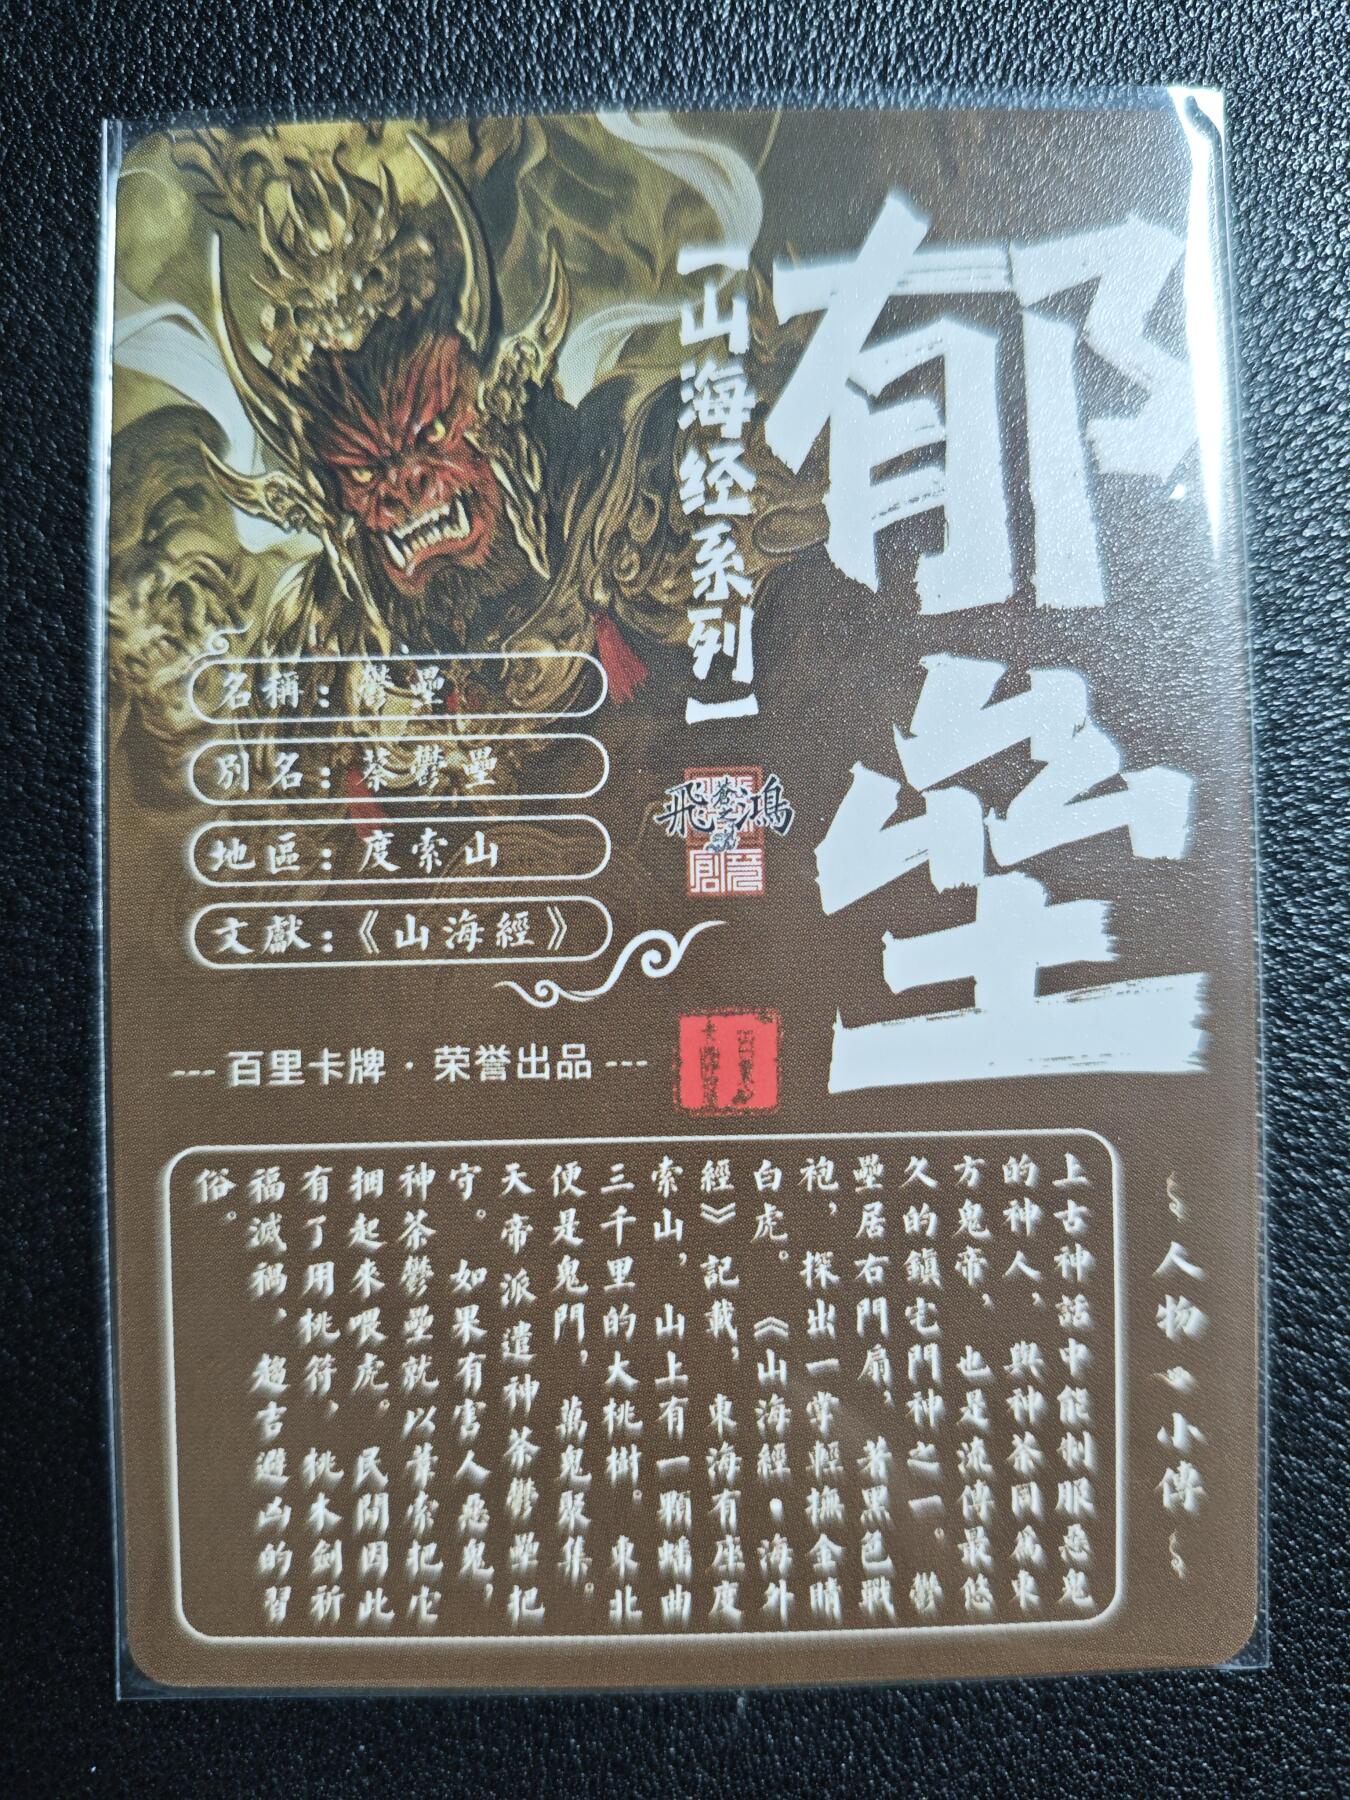 郁垒
【山海经系列】
飛鴻
蒼之
創意
名稱：鬱壘
別名：荼鬱壘
地區：度索山
文獻：《山海經》
--- 百里卡牌 · 荣誉出品 ---
人物小傳
上古神話中能制服惡鬼
的神人，與神荼同為東
方鬼帝，也是流傳最悠
久的鎮宅門神之一。鬱
壘居右門扇，著黑色戰
袍，探出一掌輕撫金睛
白虎。《山海經·海外
經》記載，東海有座度
索山，山上有一顆蟠曲
三千里的大桃樹。東北
便是鬼門，萬鬼聚集。
天帝派遣神荼鬱壘把
守。如果有害人惡鬼，
神荼鬱壘就以葦索把它
捆起來喂虎。民間因此
有了用桃符，桃木劍祈
福滅禍、趨吉避凶的習
俗。